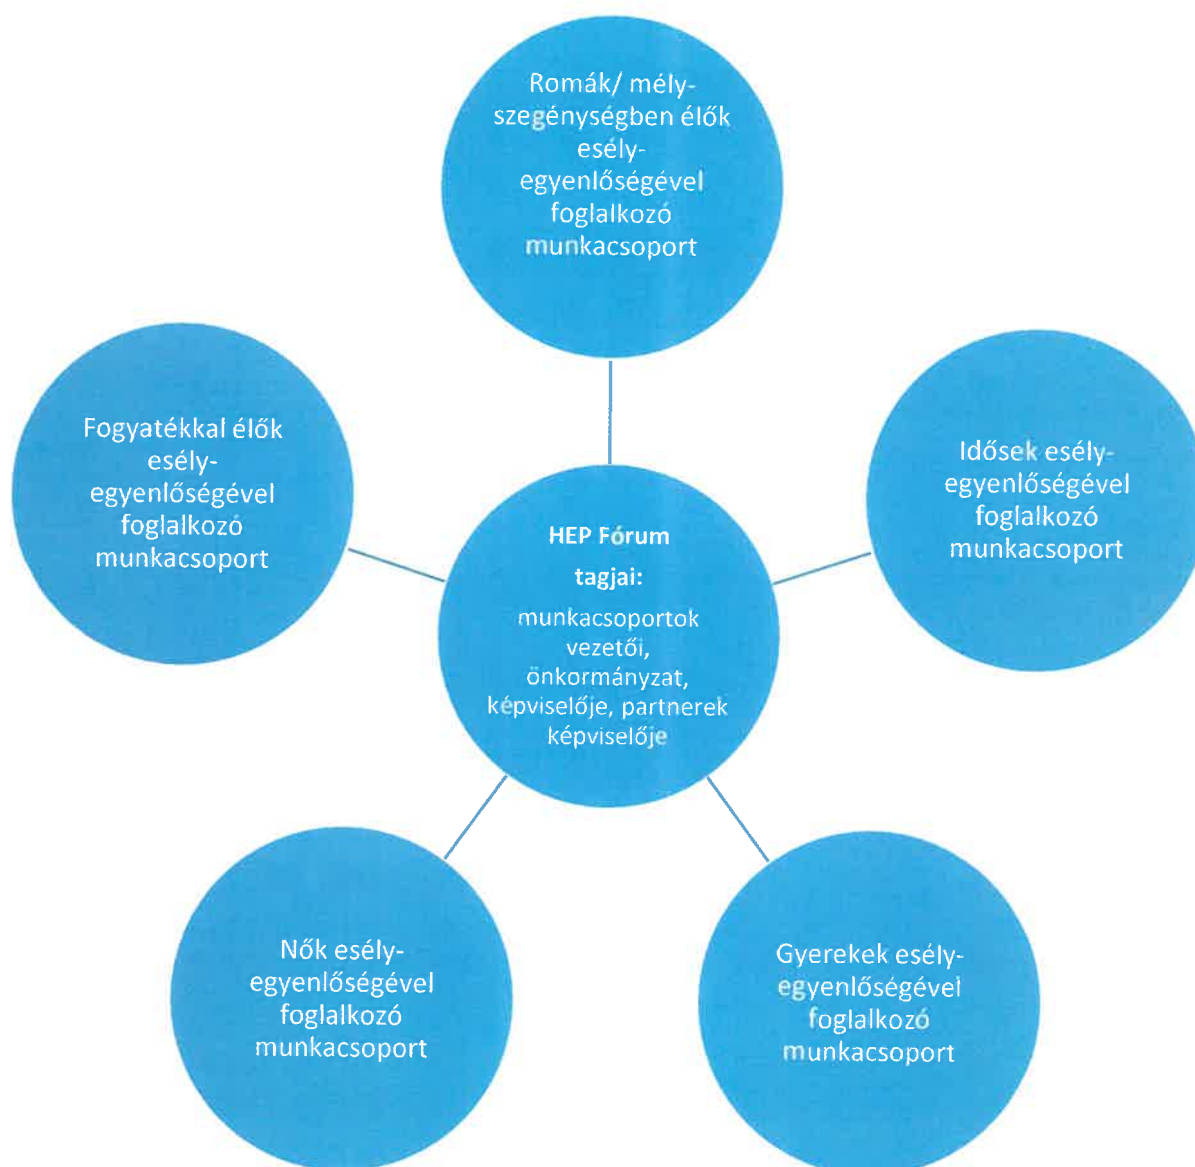 Romák/ mély-
szegénységben élők
esély-
egyenlőségével
foglalkozó
munkacsoport
Fogyatékkal élők
esély-
egyenlőségével
foglalkozó
munkacsoport
Idősek esély-
egyenlőségével
foglalkozó
munkacsoport
HEP Fórum
tagjai:
munkacsoportok
vezetői,
önkormányzat,
képviselője, partnerek
képviselője
Nők esély-
egyenlőségével
foglalkozó
munkacsoport
Gyerekek esély-
egyenlőségével
foglalkozó
munkacsoport